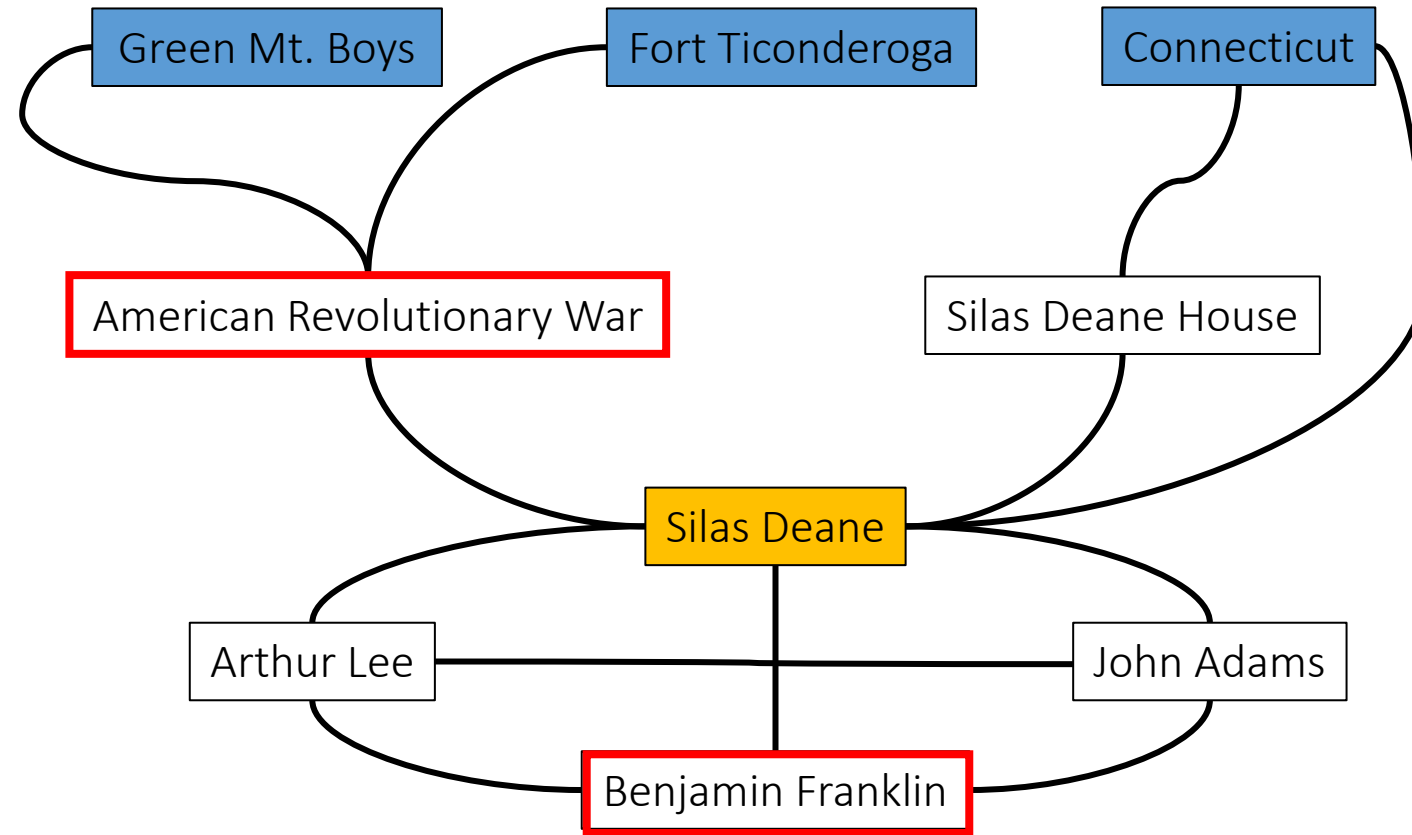 Green Mt. Boys
Fort Ticonderoga
Connecticut
American Revolutionary War
Silas Deane House
Silas Deane
Arthur Lee
John Adams
Benjamin Franklin